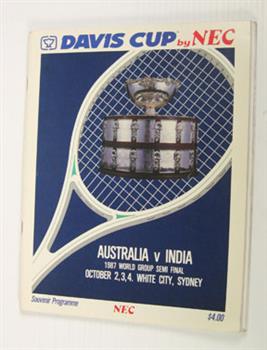 DAVIS CUP by NEC
AUSTRALIA v INDIA
1987 WORLD GROUP SEMI FINAL
OCTOBER 2,3,4. WHITE CITY, SYDNEY
Souvenir Programme
NEC
$4.00